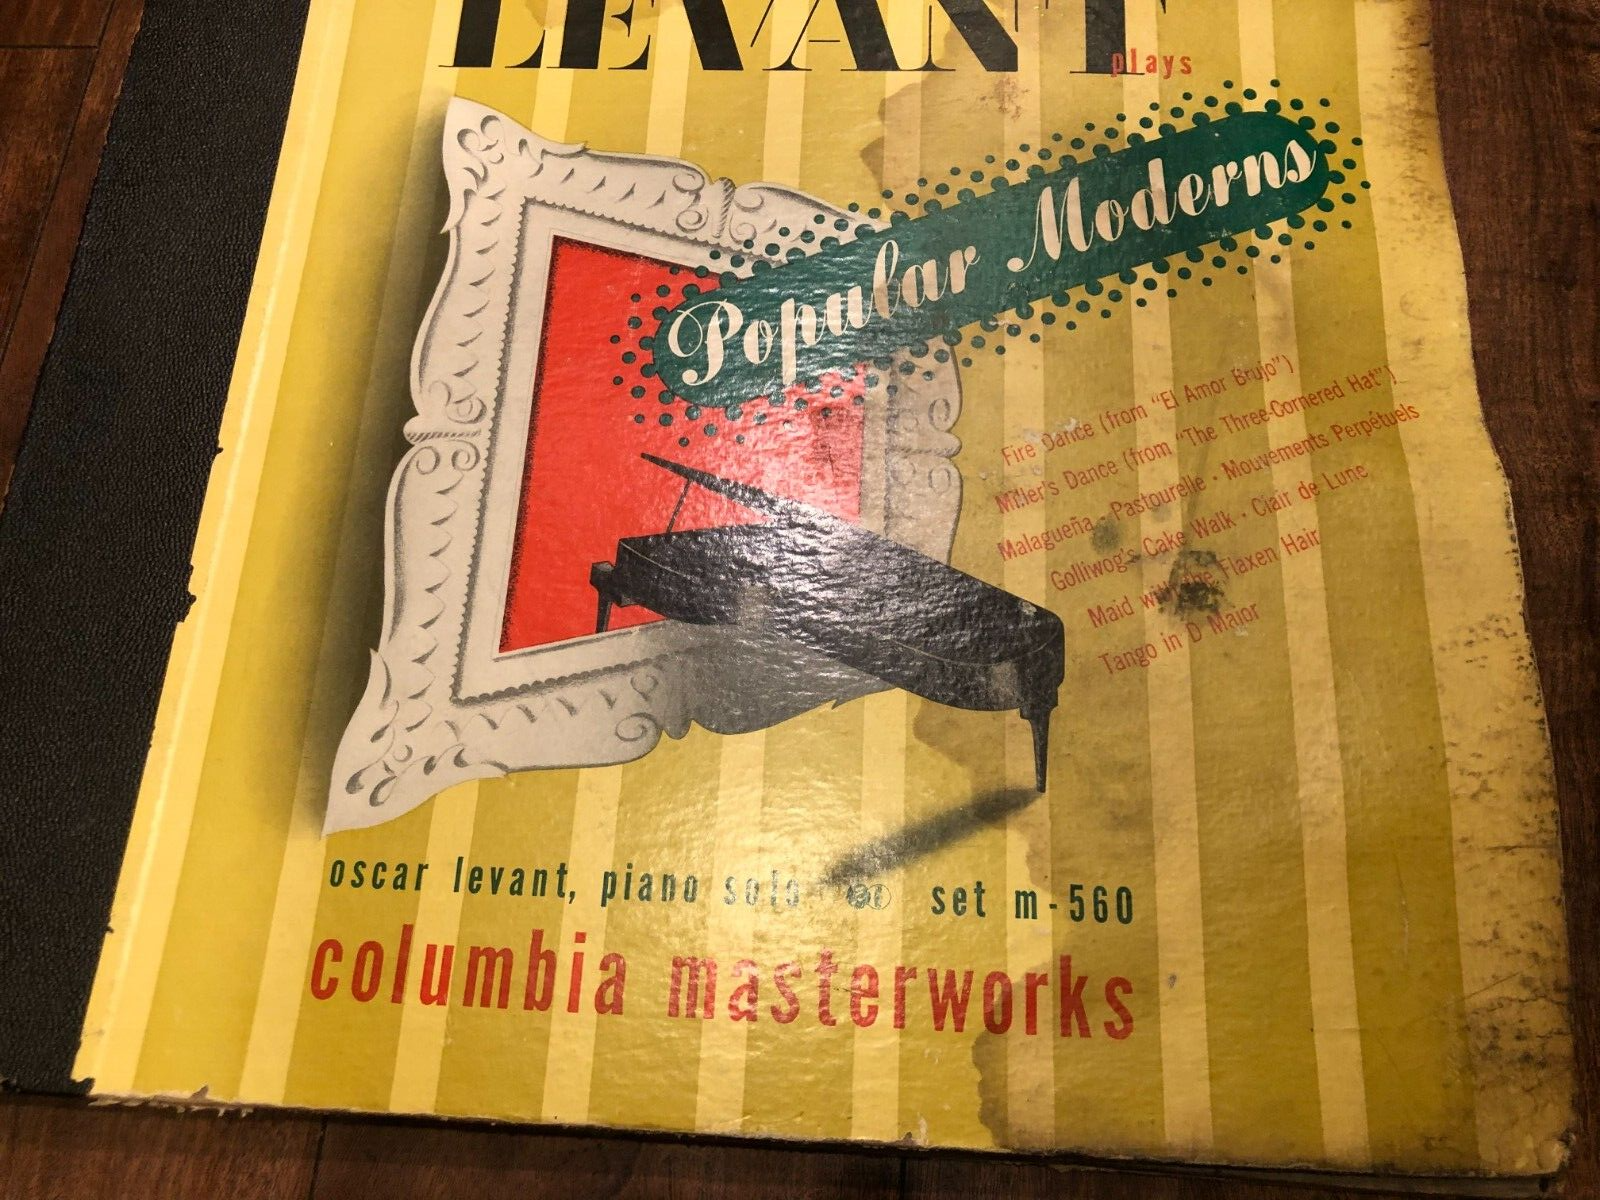 LEVANT
plays
Popular Moderns
Fire Dance (from "El Amor Brujo")
Miller's Dance (from "The Three-Cornered Hat")
Malagueña · Pastourelle · Mouvements Perpétuels
Golliwog's Cake Walk · Clair de Lune
Maid with the Flaxen Hair
Tango in D Major
oscar levant, piano solo set m-560
columbia masterworks